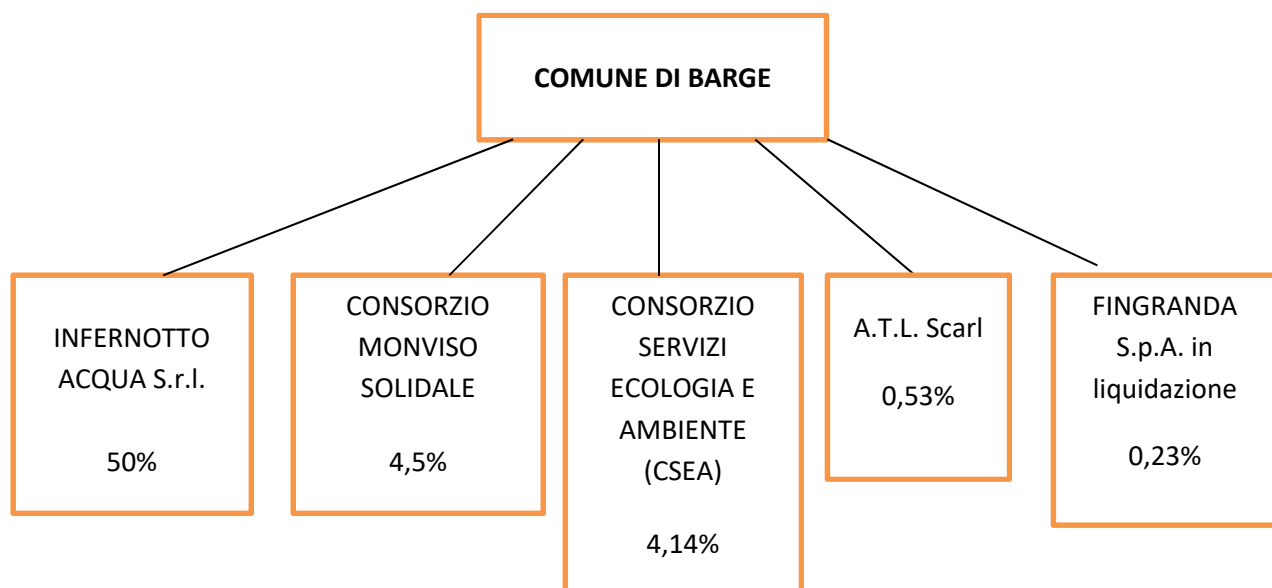 COMUNE DI BARGE
INFERNOTTO
ACQUA S.r.l.
50%
CONSORZIO
MONVISO
SOLIDALE
4,5%
CONSORZIO
SERVIZI
ECOLOGIA E
AMBIENTE
(CSEA)
4,14%
A.T.L. Scarl
0,53%
FINGRANDA
S.p.A. in
liquidazione
0,23%